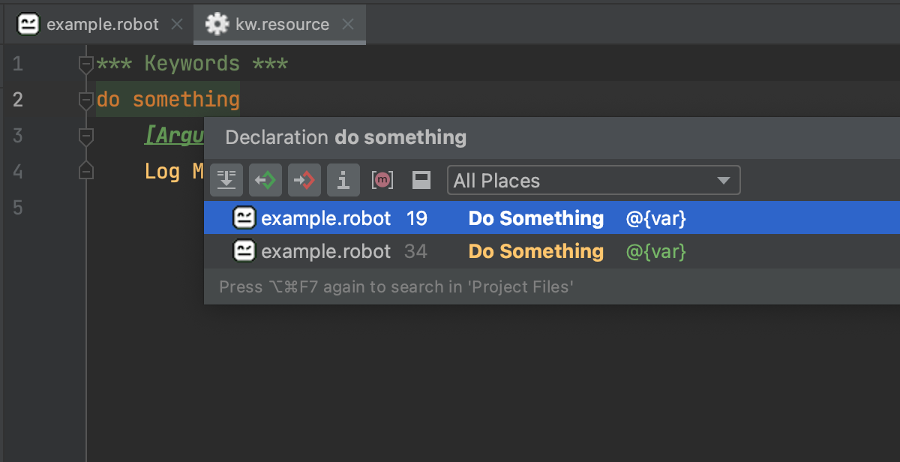 example.robot kw.resource
1 *** Keywords ***
2 do something
Declaration do something
3 [Argu
4 Log M
All Places
5
example.robot 19 Do Something @{var}
example.robot 34 Do Something @{var}
Press ⌥⌘F7 again to search in 'Project Files'